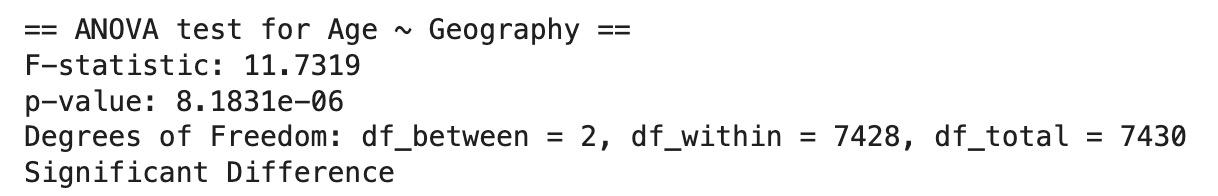 == ANOVA test for Age ~ Geography ==
F-statistic: 11.7319
p-value: 8.1831e-06
Degrees of Freedom: df_between = 2, df_within = 7428, df_total = 7430
Significant Difference